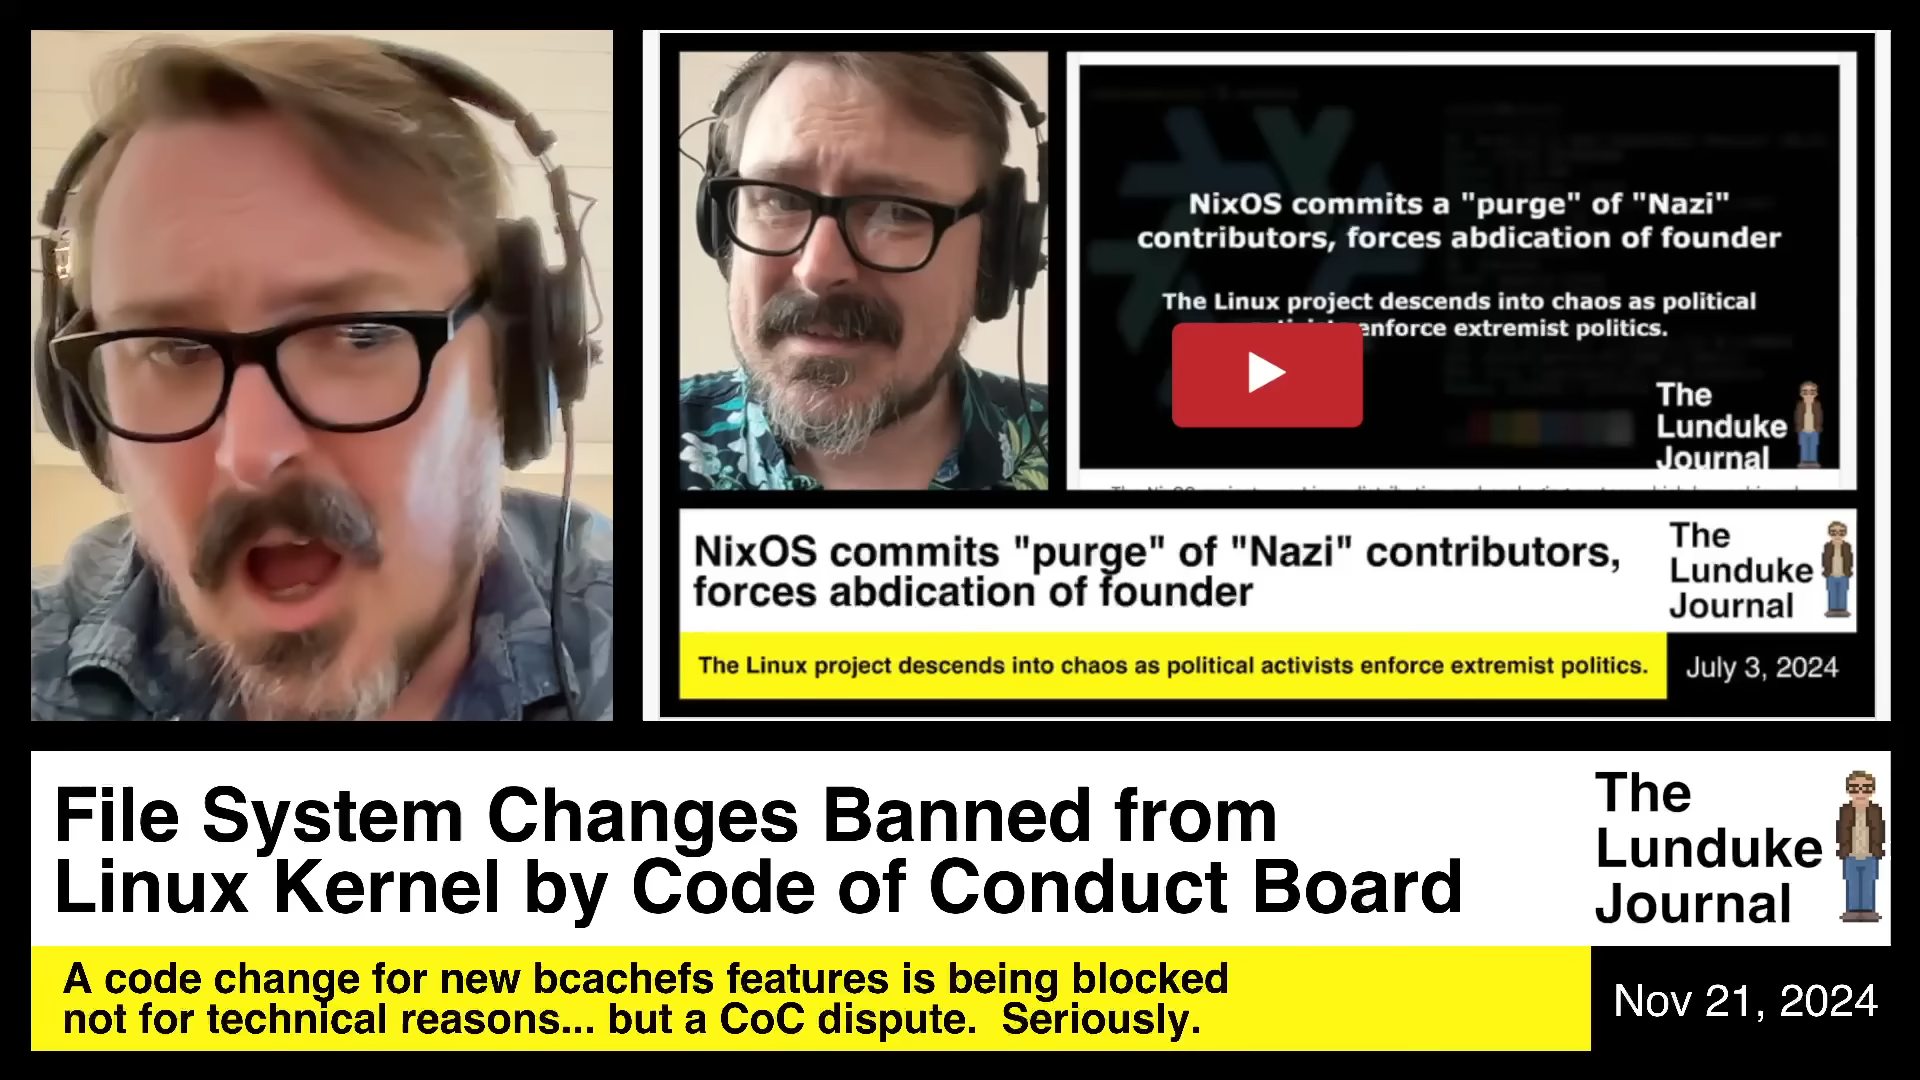 NixOS commits a "purge" of "Nazi"
contributors, forces abdication of founder
The Linux project descends into chaos as political
enforce extremist politics.
The
Lunduke
Journal
NixOS commits "purge" of "Nazi" contributors,
forces abdication of founder
The
Lunduke
Journal
The Linux project descends into chaos as political activists enforce extremist politics.
July 3, 2024
File System Changes Banned from
Linux Kernel by Code of Conduct Board
The
Lunduke
Journal
A code change for new bcachefs features is being blocked
not for technical reasons... but a CoC dispute. Seriously.
Nov 21, 2024